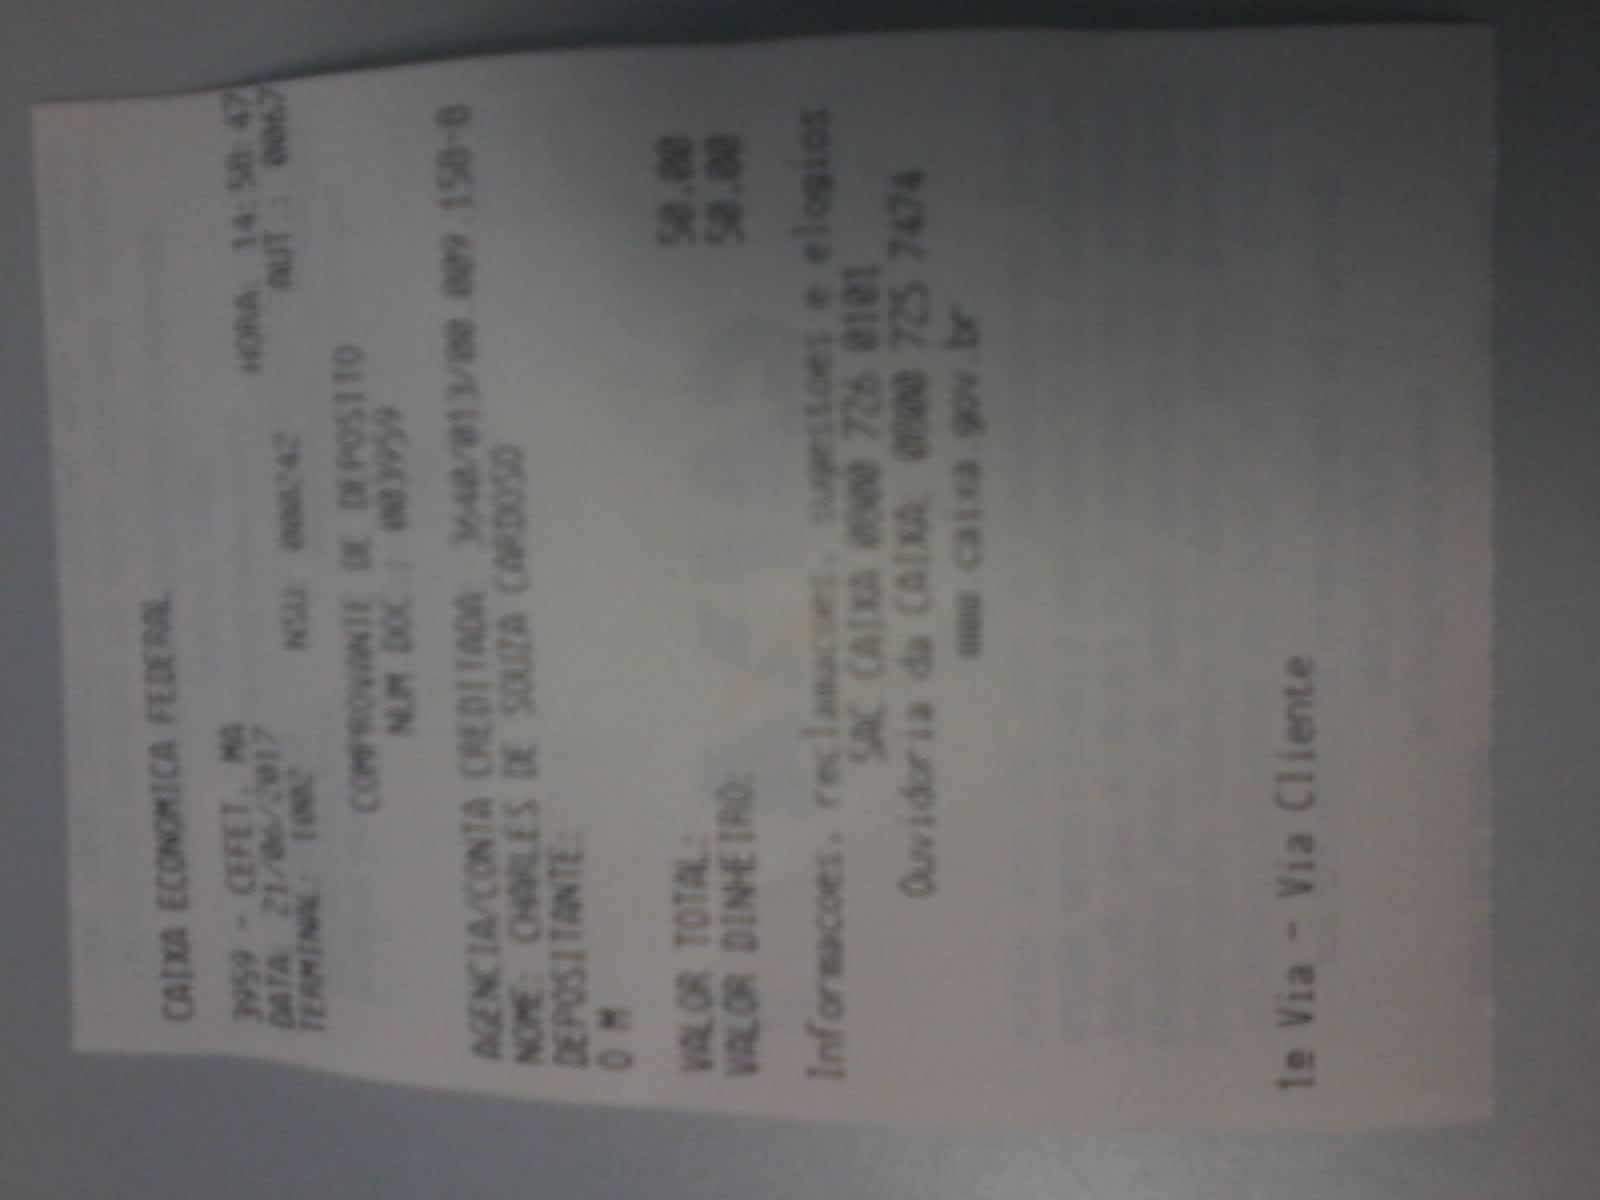 CAIXA ECONOMICA FEDERAL
3959 - CEFET, MA HORA: 14:58:47
DATA: 21/06/2017 AUT.: 0067
TERMINAL: 1002 NSU: 000242
COMPROVANTE DE DEPOSITO
NUM.DOC.: 003959
AGENCIA/CONTA CREDITADA: 3640/013/00.009.158-8
NOME: CHARLES DE SOUZA CARDOSO
DEPOSITANTE:
O M
VALOR TOTAL: 50.00
VALOR DINHEIRO: 50.00
Informacoes, reclamacoes, sugestoes e elogios
SAC CAIXA 0800 726 0101
Ouvidoria da CAIXA: 0800 725 7474
www.caixa.gov.br
1ª Via - Via Cliente